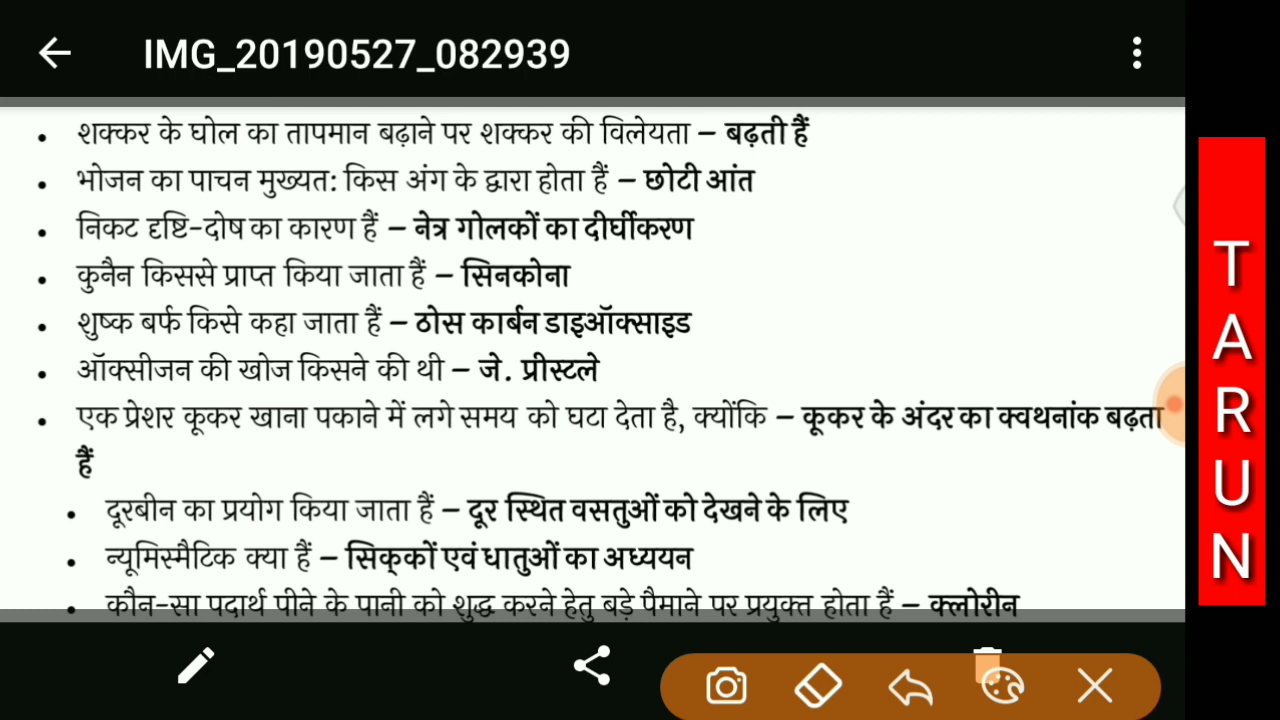 IMG_20190527_082939
• शक्कर के घोल का तापमान बढ़ाने पर शक्कर की विलेयता – बढ़ती हैं
• भोजन का पाचन मुख्यत: किस अंग के द्वारा होता हैं – छोटी आंत
• निकट दृष्टि-दोष का कारण हैं – नेत्र गोलकों का दीर्घीकरण
• कुनैन किससे प्राप्त किया जाता हैं – सिनकोना
• शुष्क बर्फ किसे कहा जाता हैं – ठोस कार्बन डाइऑक्साइड
• ऑक्सीजन की खोज किसने की थी – जे. प्रीस्टले
• एक प्रेशर कूकर खाना पकाने में लगे समय को घटा देता है, क्योंकि – कूकर के अंदर का क्वथनांक बढ़ता
हैं
• दूरबीन का प्रयोग किया जाता हैं – दूर स्थित वसतुओं को देखने के लिए
• न्यूमिस्मैटिक क्या हैं – सिक्‌कों एवं धातुओं का अध्ययन
• कौन-सा पदार्थ पीने के पानी को शुद्ध करने हेतु बड़े पैमाने पर प्रयुक्त होता हैं – क्लोरीन
TARUN